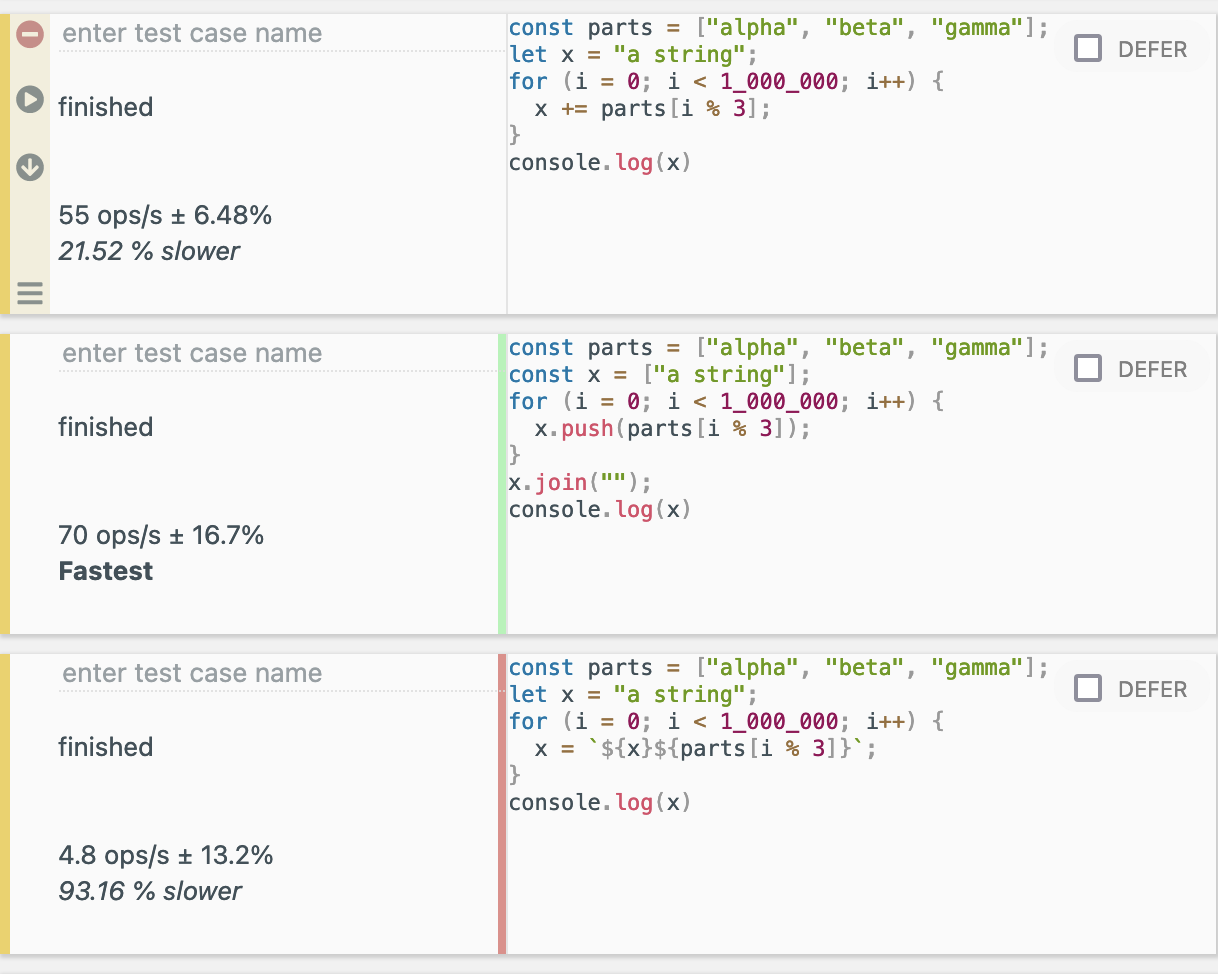 enter test case name
finished
55 ops/s ± 6.48%
21.52 % slower
const parts = ["alpha", "beta", "gamma"];
let x = "a string";
for (i = 0; i < 1_000_000; i++) {
  x += parts[i % 3];
}
console.log(x)
DEFER
enter test case name
finished
70 ops/s ± 16.7%
Fastest
const parts = ["alpha", "beta", "gamma"];
const x = ["a string"];
for (i = 0; i < 1_000_000; i++) {
  x.push(parts[i % 3]);
}
x.join("");
console.log(x)
DEFER
enter test case name
finished
4.8 ops/s ± 13.2%
93.16 % slower
const parts = ["alpha", "beta", "gamma"];
let x = "a string";
for (i = 0; i < 1_000_000; i++) {
  x = `${x}${parts[i % 3]}`;
}
console.log(x)
DEFER